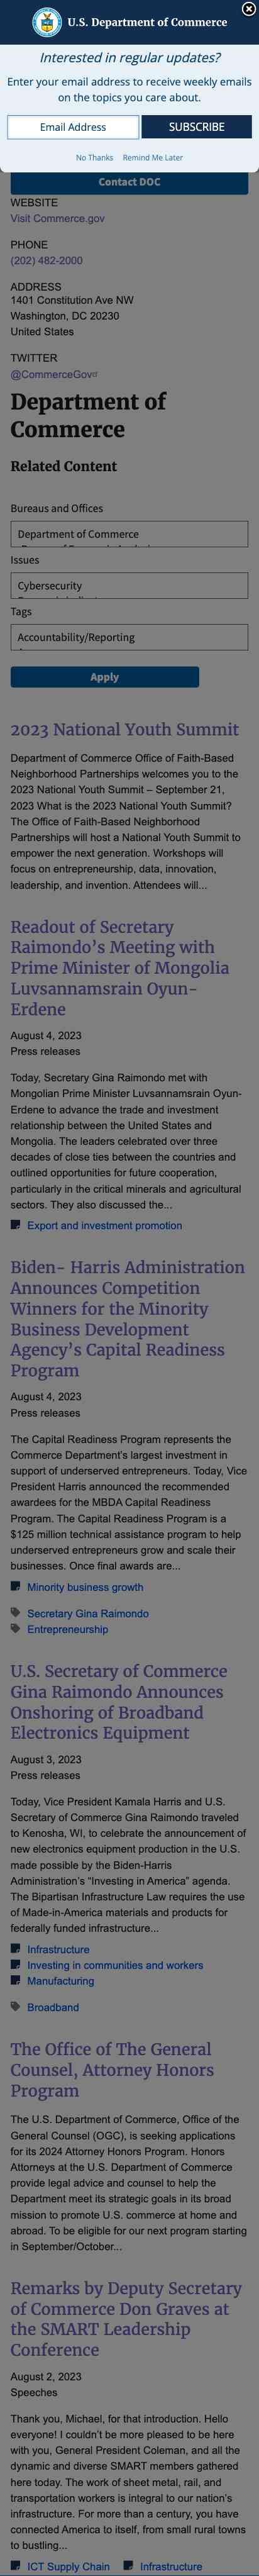 U.S. Department of Commerce
Interested in regular updates?
Enter your email address to receive weekly emails
on the topics you care about.
Email Address
SUBSCRIBE
No Thanks Remind Me Later
Contact DOC
WEBSITE
Visit Commerce.gov
PHONE
(202) 482-2000
ADDRESS
1401 Constitution Ave NW
Washington, DC 20230
United States
TWITTER
@CommerceGov
Department of
Commerce
Related Content
Bureaus and Offices
Department of Commerce
Issues
Cybersecurity
Tags
Accountability/Reporting
Apply
2023 National Youth Summit
Department of Commerce Office of Faith-Based
Neighborhood Partnerships welcomes you to the
2023 National Youth Summit – September 21,
2023 What is the 2023 National Youth Summit?
The Office of Faith-Based Neighborhood
Partnerships will host a National Youth Summit to
empower the next generation. Workshops will
focus on entrepreneurship, data, innovation,
leadership, and invention. Attendees will...
Readout of Secretary
Raimondo’s Meeting with
Prime Minister of Mongolia
Luvsannamsrain Oyun-
Erdene
August 4, 2023
Press releases
Today, Secretary Gina Raimondo met with
Mongolian Prime Minister Luvsannamsrain Oyun-
Erdene to advance the trade and investment
relationship between the United States and
Mongolia. The leaders celebrated over three
decades of close ties between the countries and
outlined opportunities for future cooperation,
particularly in the critical minerals and agricultural
sectors. They also discussed the...
Export and investment promotion
Biden- Harris Administration
Announces Competition
Winners for the Minority
Business Development
Agency’s Capital Readiness
Program
August 4, 2023
Press releases
The Capital Readiness Program represents the
Commerce Department’s largest investment in
support of underserved entrepreneurs. Today, Vice
President Harris announced the recommended
awardees for the MBDA Capital Readiness
Program. The Capital Readiness Program is a
$125 million technical assistance program to help
underserved entrepreneurs grow and scale their
businesses. Once final awards are...
Minority business growth
Secretary Gina Raimondo
Entrepreneurship
U.S. Secretary of Commerce
Gina Raimondo Announces
Onshoring of Broadband
Electronics Equipment
August 3, 2023
Press releases
Today, Vice President Kamala Harris and U.S.
Secretary of Commerce Gina Raimondo traveled
to Kenosha, WI, to celebrate the announcement of
new electronics equipment production in the U.S.
made possible by the Biden-Harris
Administration’s “Investing in America” agenda.
The Bipartisan Infrastructure Law requires the use
of Made-in-America materials and products for
federally funded infrastructure...
Infrastructure
Investing in communities and workers
Manufacturing
Broadband
The Office of The General
Counsel, Attorney Honors
Program
The U.S. Department of Commerce, Office of the
General Counsel (OGC), is seeking applications
for its 2024 Attorney Honors Program. Honors
Attorneys at the U.S. Department of Commerce
provide legal advice and counsel to help the
Department meet its strategic goals in its broad
mission to promote U.S. commerce at home and
abroad. To be eligible for our next program starting
in September/October...
Remarks by Deputy Secretary
of Commerce Don Graves at
the SMART Leadership
Conference
August 2, 2023
Speeches
Thank you, Michael, for that introduction. Hello
everyone! I couldn’t be more pleased to be here
with you, General President Coleman, and all the
dynamic and diverse SMART members gathered
here today. The work of sheet metal, rail, and
transportation workers is integral to our nation’s
infrastructure. For more than a century, you have
connected America to itself, from small rural towns
to bustling...
ICT Supply Chain Infrastructure